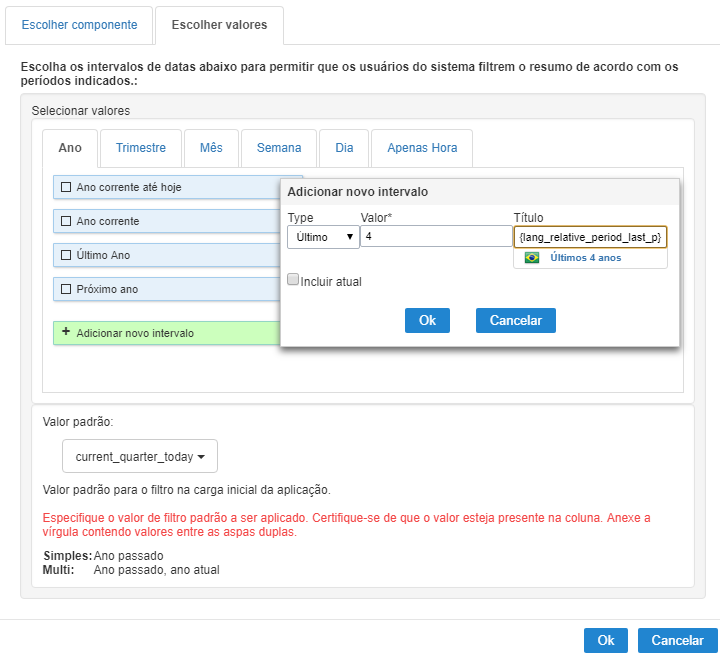 Escolher componente
Escolher valores
Escolha os intervalos de datas abaixo para permitir que os usuários do sistema filtrem o resumo de acordo com os
períodos indicados.:
Selecionar valores
Ano
Trimestre
Mês
Semana
Dia
Apenas Hora
Ano corrente até hoje
Ano corrente
Último Ano
Próximo ano
+ Adicionar novo intervalo
Adicionar novo intervalo
Type
Valor*
Título
Último
4
{lang_relative_period_last_p}
Últimos 4 anos
Incluir atual
Ok
Cancelar
Valor padrão:
current_quarter_today
Valor padrão para o filtro na carga inicial da aplicação.
Especifique o valor de filtro padrão a ser aplicado. Certifique-se de que o valor esteja presente na coluna. Anexe a
vírgula contendo valores entre as aspas duplas.
Simples: Ano passado
Multi: Ano passado, ano atual
Ok
Cancelar